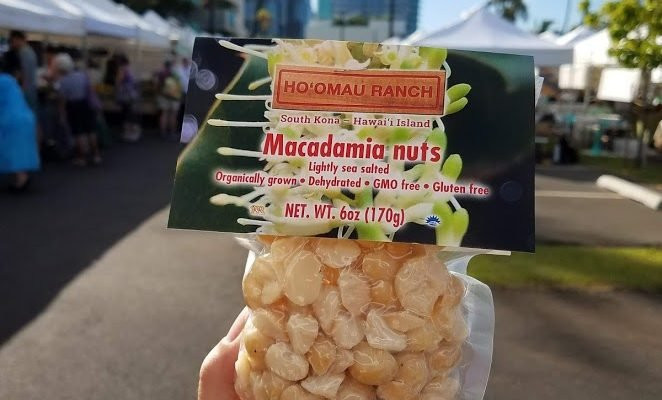 HO'OMAU RANCH
South Kona – Hawai'i Island
Macadamia nuts
Lightly sea salted
Organically grown • Dehydrated • GMO free • Gluten free
NET. WT. 6oz (170g)